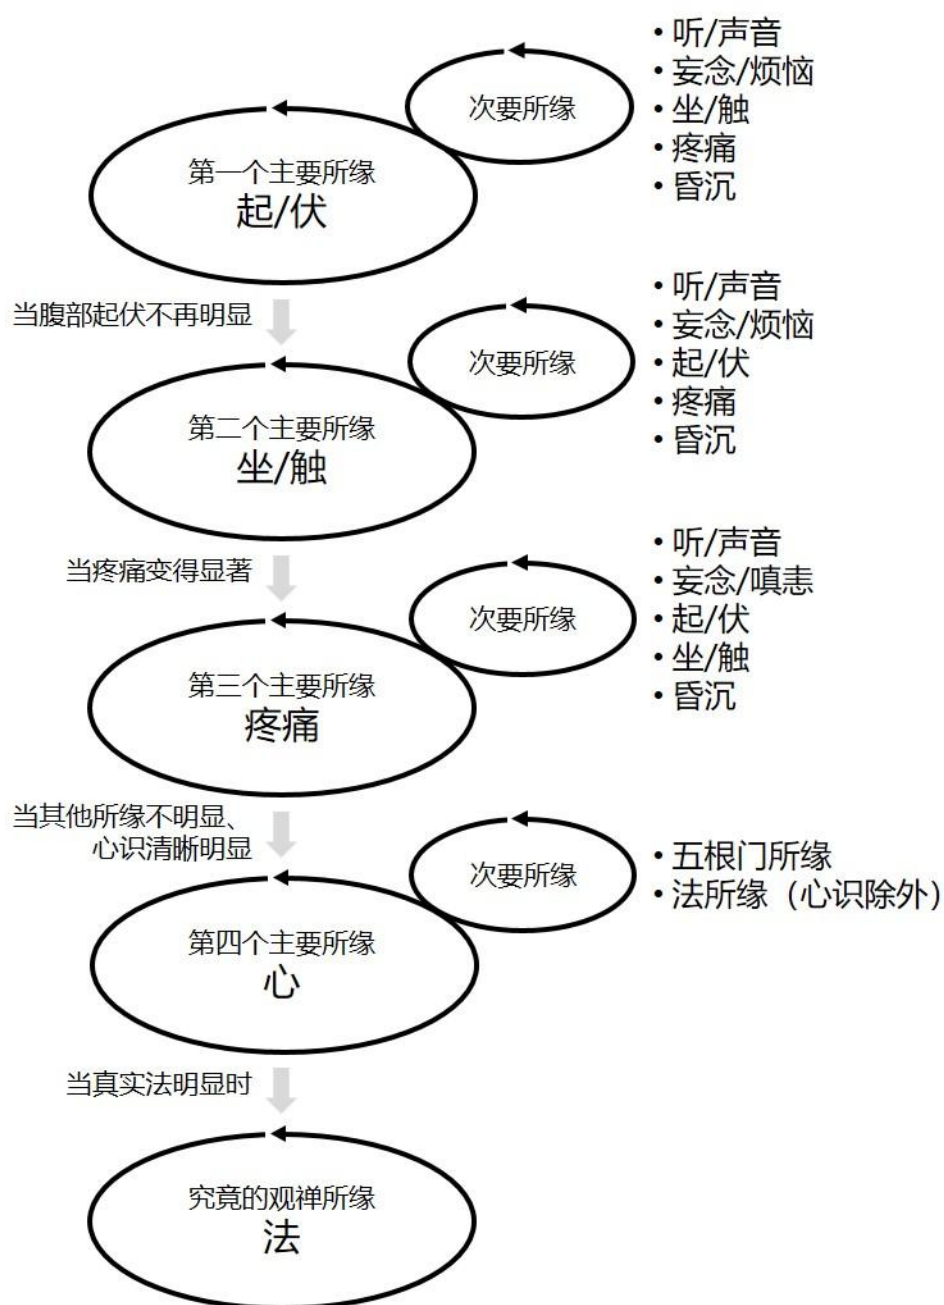 次要所缘
• 听/声音
• 妄念/烦恼
• 坐/触
• 疼痛
• 昏沉
第一个主要所缘
起/伏
当腹部起伏不再明显
次要所缘
• 听/声音
• 妄念/烦恼
• 起/伏
• 疼痛
• 昏沉
第二个主要所缘
坐/触
当疼痛变得显著
次要所缘
• 听/声音
• 妄念/嗔恚
• 起/伏
• 坐/触
• 昏沉
第三个主要所缘
疼痛
当其他所缘不明显、
心识清晰明显
次要所缘
• 五根门所缘
• 法所缘（心识除外）
第四个主要所缘
心
当真实法明显时
究竟的观禅所缘
法